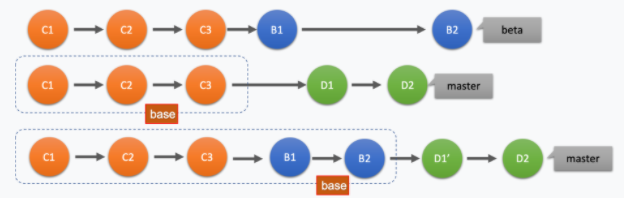 C1 C2 C3 B1 B2 beta
C1 C2 C3 D1 D2 master
base
C1 C2 C3 B1 B2 D1' D2 master
base